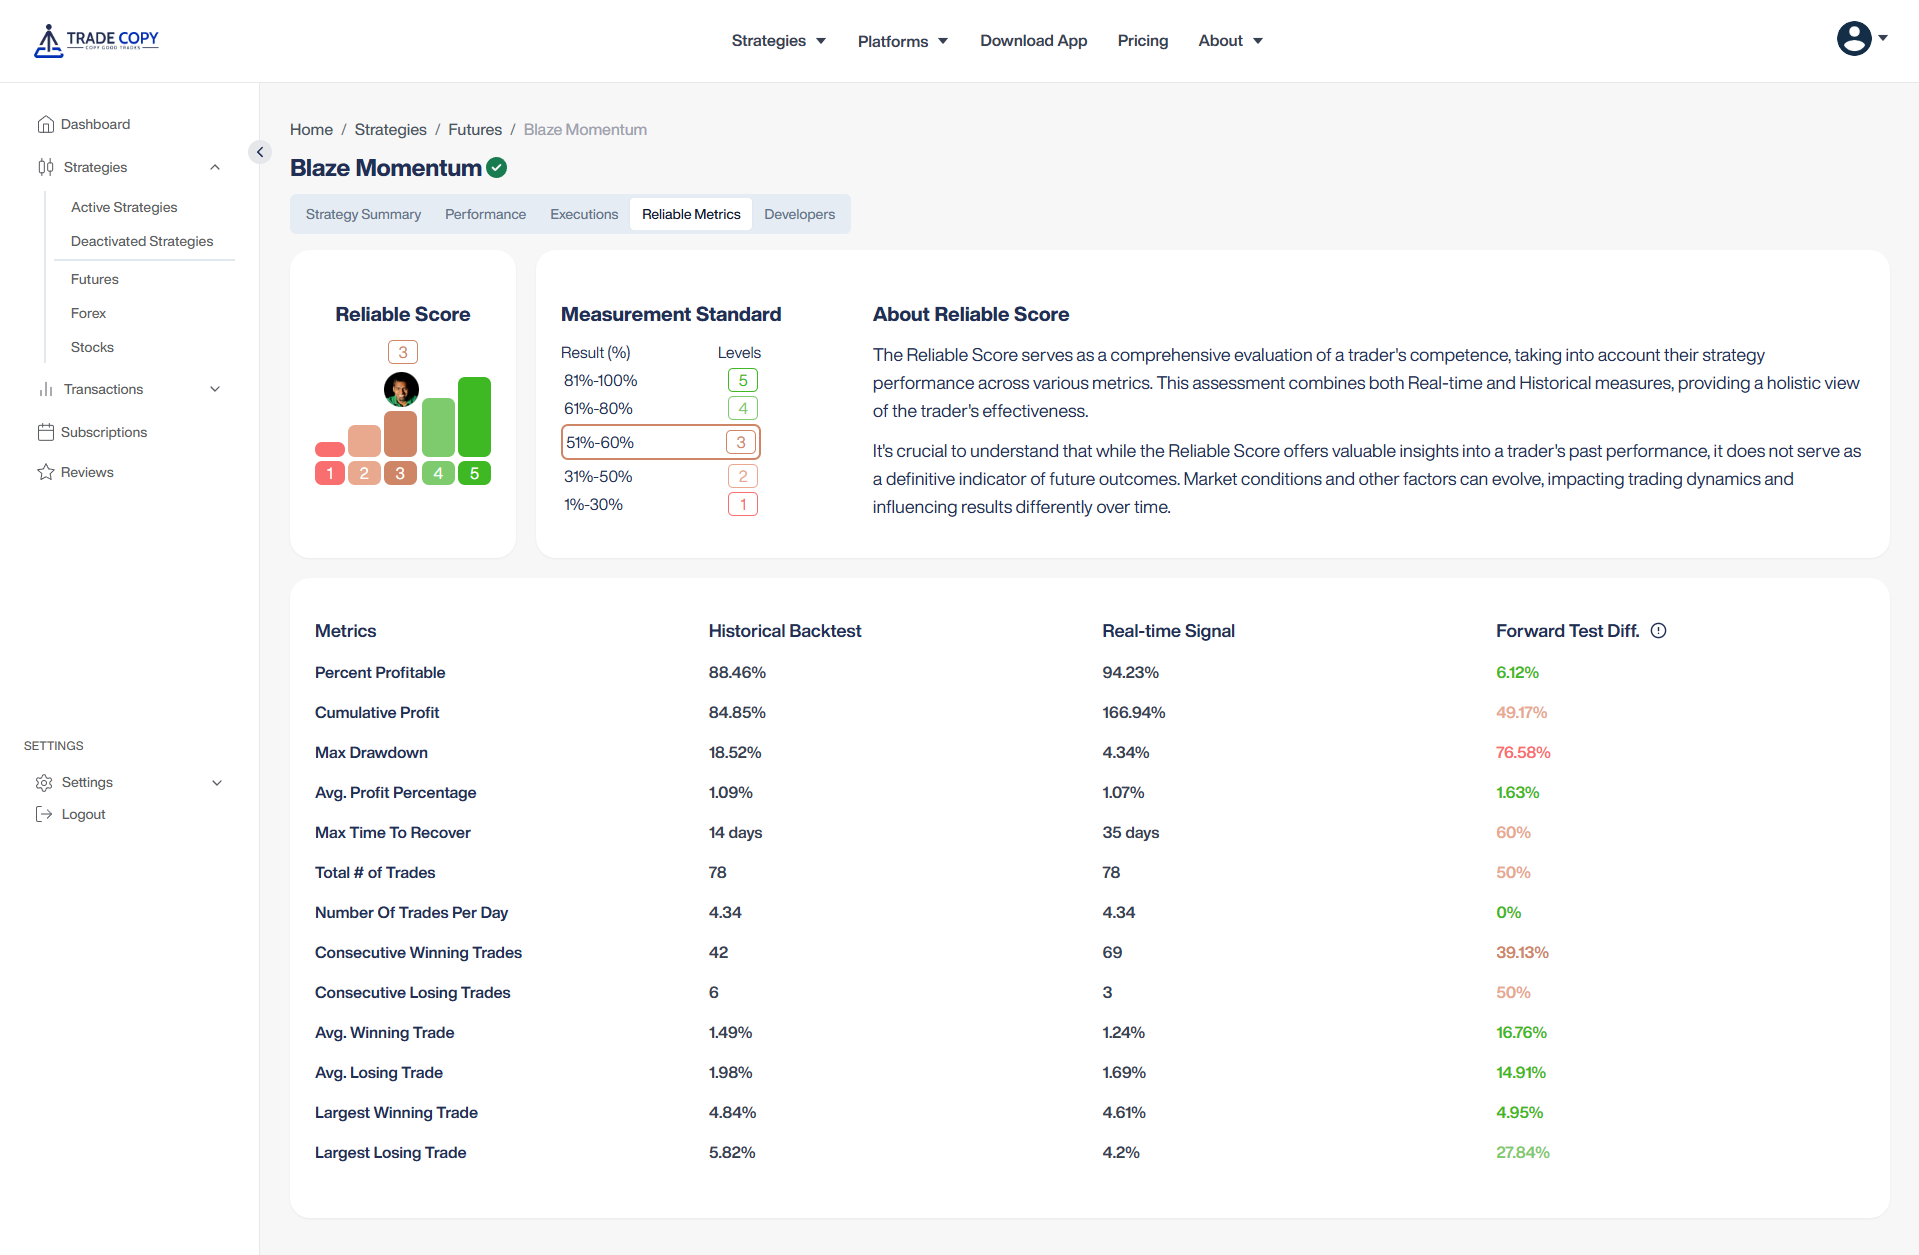 TRADE COPY
COPY GOOD TRADES
Strategies
Platforms
Download App
Pricing
About
Dashboard
Strategies
Active Strategies
Deactivated Strategies
Futures
Forex
Stocks
Transactions
Subscriptions
Reviews
SETTINGS
Settings
Logout
Home / Strategies / Futures / Blaze Momentum
Blaze Momentum
Strategy Summary
Performance
Executions
Reliable Metrics
Developers
Reliable Score
3
1 2 3 4 5
Measurement Standard
Result (%) Levels
81%-100% 5
61%-80% 4
51%-60% 3
31%-50% 2
1%-30% 1
About Reliable Score
The Reliable Score serves as a comprehensive evaluation of a trader's competence, taking into account their strategy
performance across various metrics. This assessment combines both Real-time and Historical measures, providing a holistic view
of the trader's effectiveness.
It's crucial to understand that while the Reliable Score offers valuable insights into a trader's past performance, it does not serve as
a definitive indicator of future outcomes. Market conditions and other factors can evolve, impacting trading dynamics and
influencing results differently over time.
Metrics Historical Backtest Real-time Signal Forward Test Diff.
Percent Profitable 88.46% 94.23% 6.12%
Cumulative Profit 84.85% 166.94% 49.17%
Max Drawdown 18.52% 4.34% 76.58%
Avg. Profit Percentage 1.09% 1.07% 1.63%
Max Time To Recover 14 days 35 days 60%
Total # of Trades 78 78 50%
Number Of Trades Per Day 4.34 4.34 0%
Consecutive Winning Trades 42 69 39.13%
Consecutive Losing Trades 6 3 50%
Avg. Winning Trade 1.49% 1.24% 16.76%
Avg. Losing Trade 1.98% 1.69% 14.91%
Largest Winning Trade 4.84% 4.61% 4.95%
Largest Losing Trade 5.82% 4.2% 27.84%